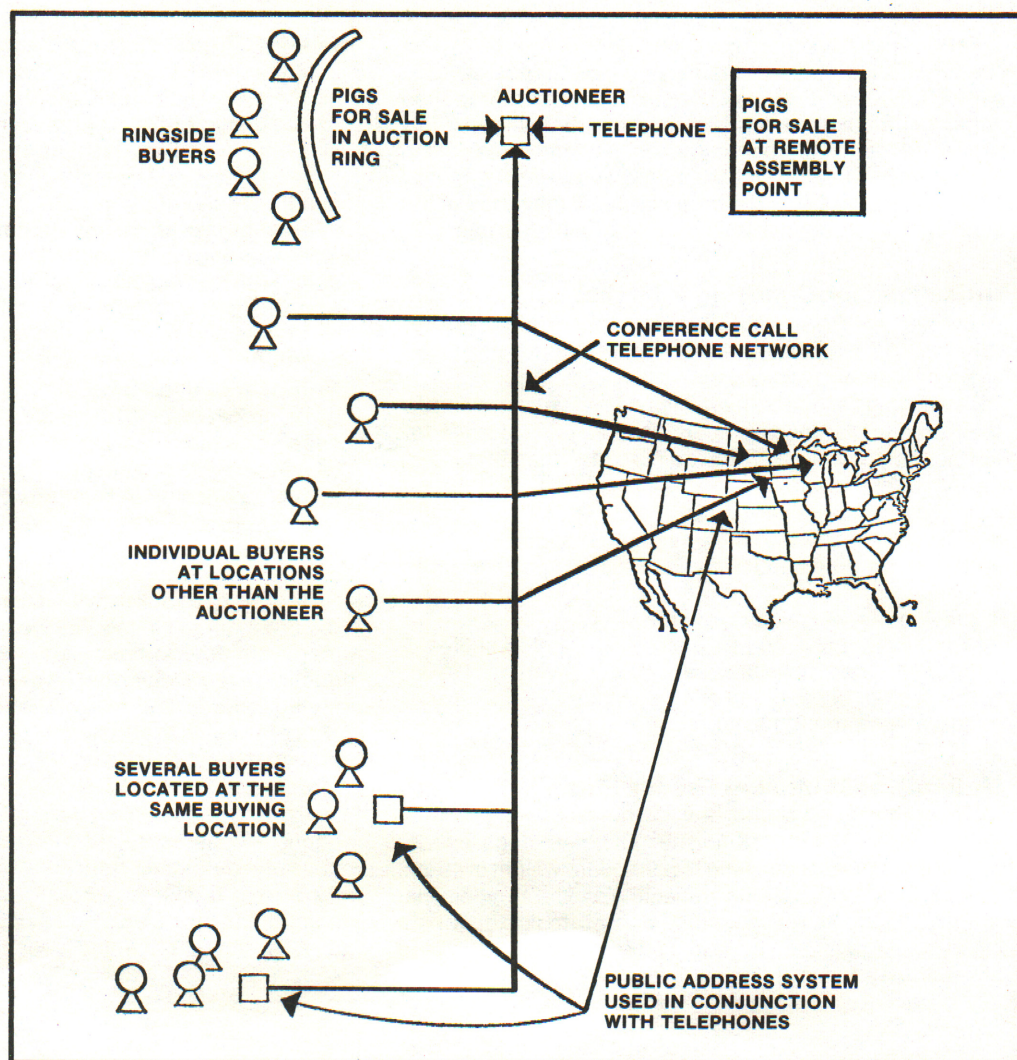 RINGSIDE
BUYERS
PIGS
FOR SALE
IN AUCTION
RING
AUCTIONEER
TELEPHONE
PIGS
FOR SALE
AT REMOTE
ASSEMBLY
POINT
CONFERENCE CALL
TELEPHONE NETWORK
INDIVIDUAL BUYERS
AT LOCATIONS
OTHER THAN THE
AUCTIONEER
SEVERAL BUYERS
LOCATED AT THE
SAME BUYING
LOCATION
PUBLIC ADDRESS SYSTEM
USED IN CONJUNCTION
WITH TELEPHONES